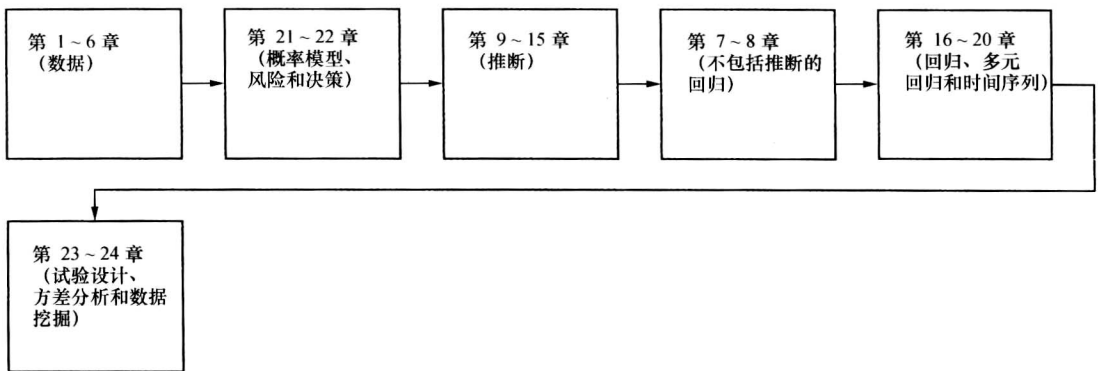 第 1~6 章
（数据）
第 21~22 章
（概率模型、
风险和决策）
第 9~15 章
（推断）
第 7~8 章
（不包括推断的
回归）
第 16~20 章
（回归、多元
回归和时间序列）
第 23~24 章
（试验设计、
方差分析和数据
挖掘）